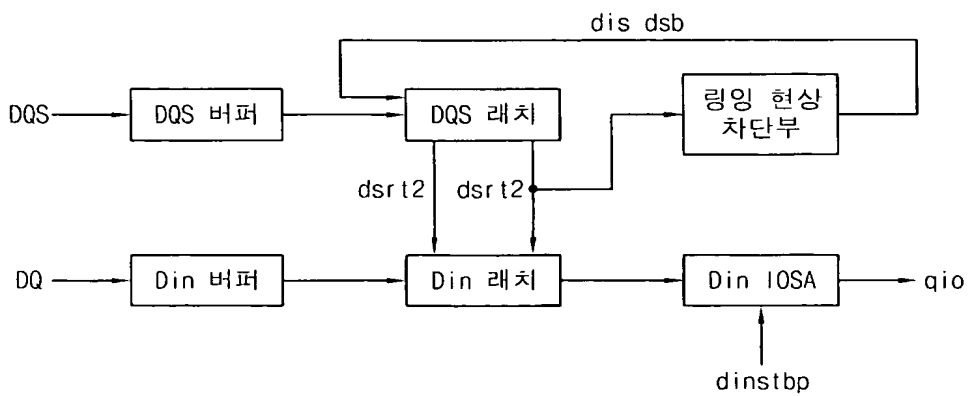 dis dsb
DQS
DQS 버퍼
DQS 래치
링잉 현상
차단부
dsrt2
dsrt2
DQ
Din 버퍼
Din 래치
Din IOSA
qio
dinstbp